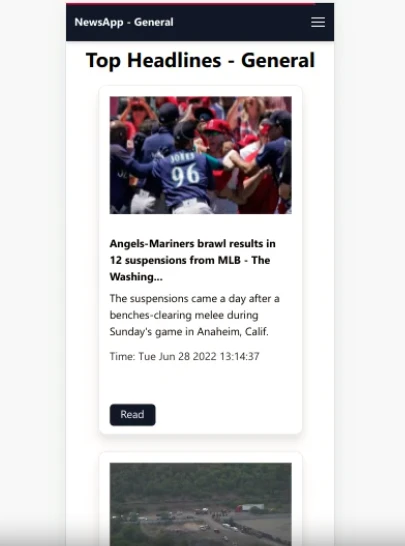 NewsApp - General
Top Headlines - General
JONES
96
Angels-Mariners brawl results in
12 suspensions from MLB - The
Washing...
The suspensions came a day after a
benches-clearing melee during
Sunday's game in Anaheim, Calif.
Time: Tue Jun 28 2022 13:14:37
Read